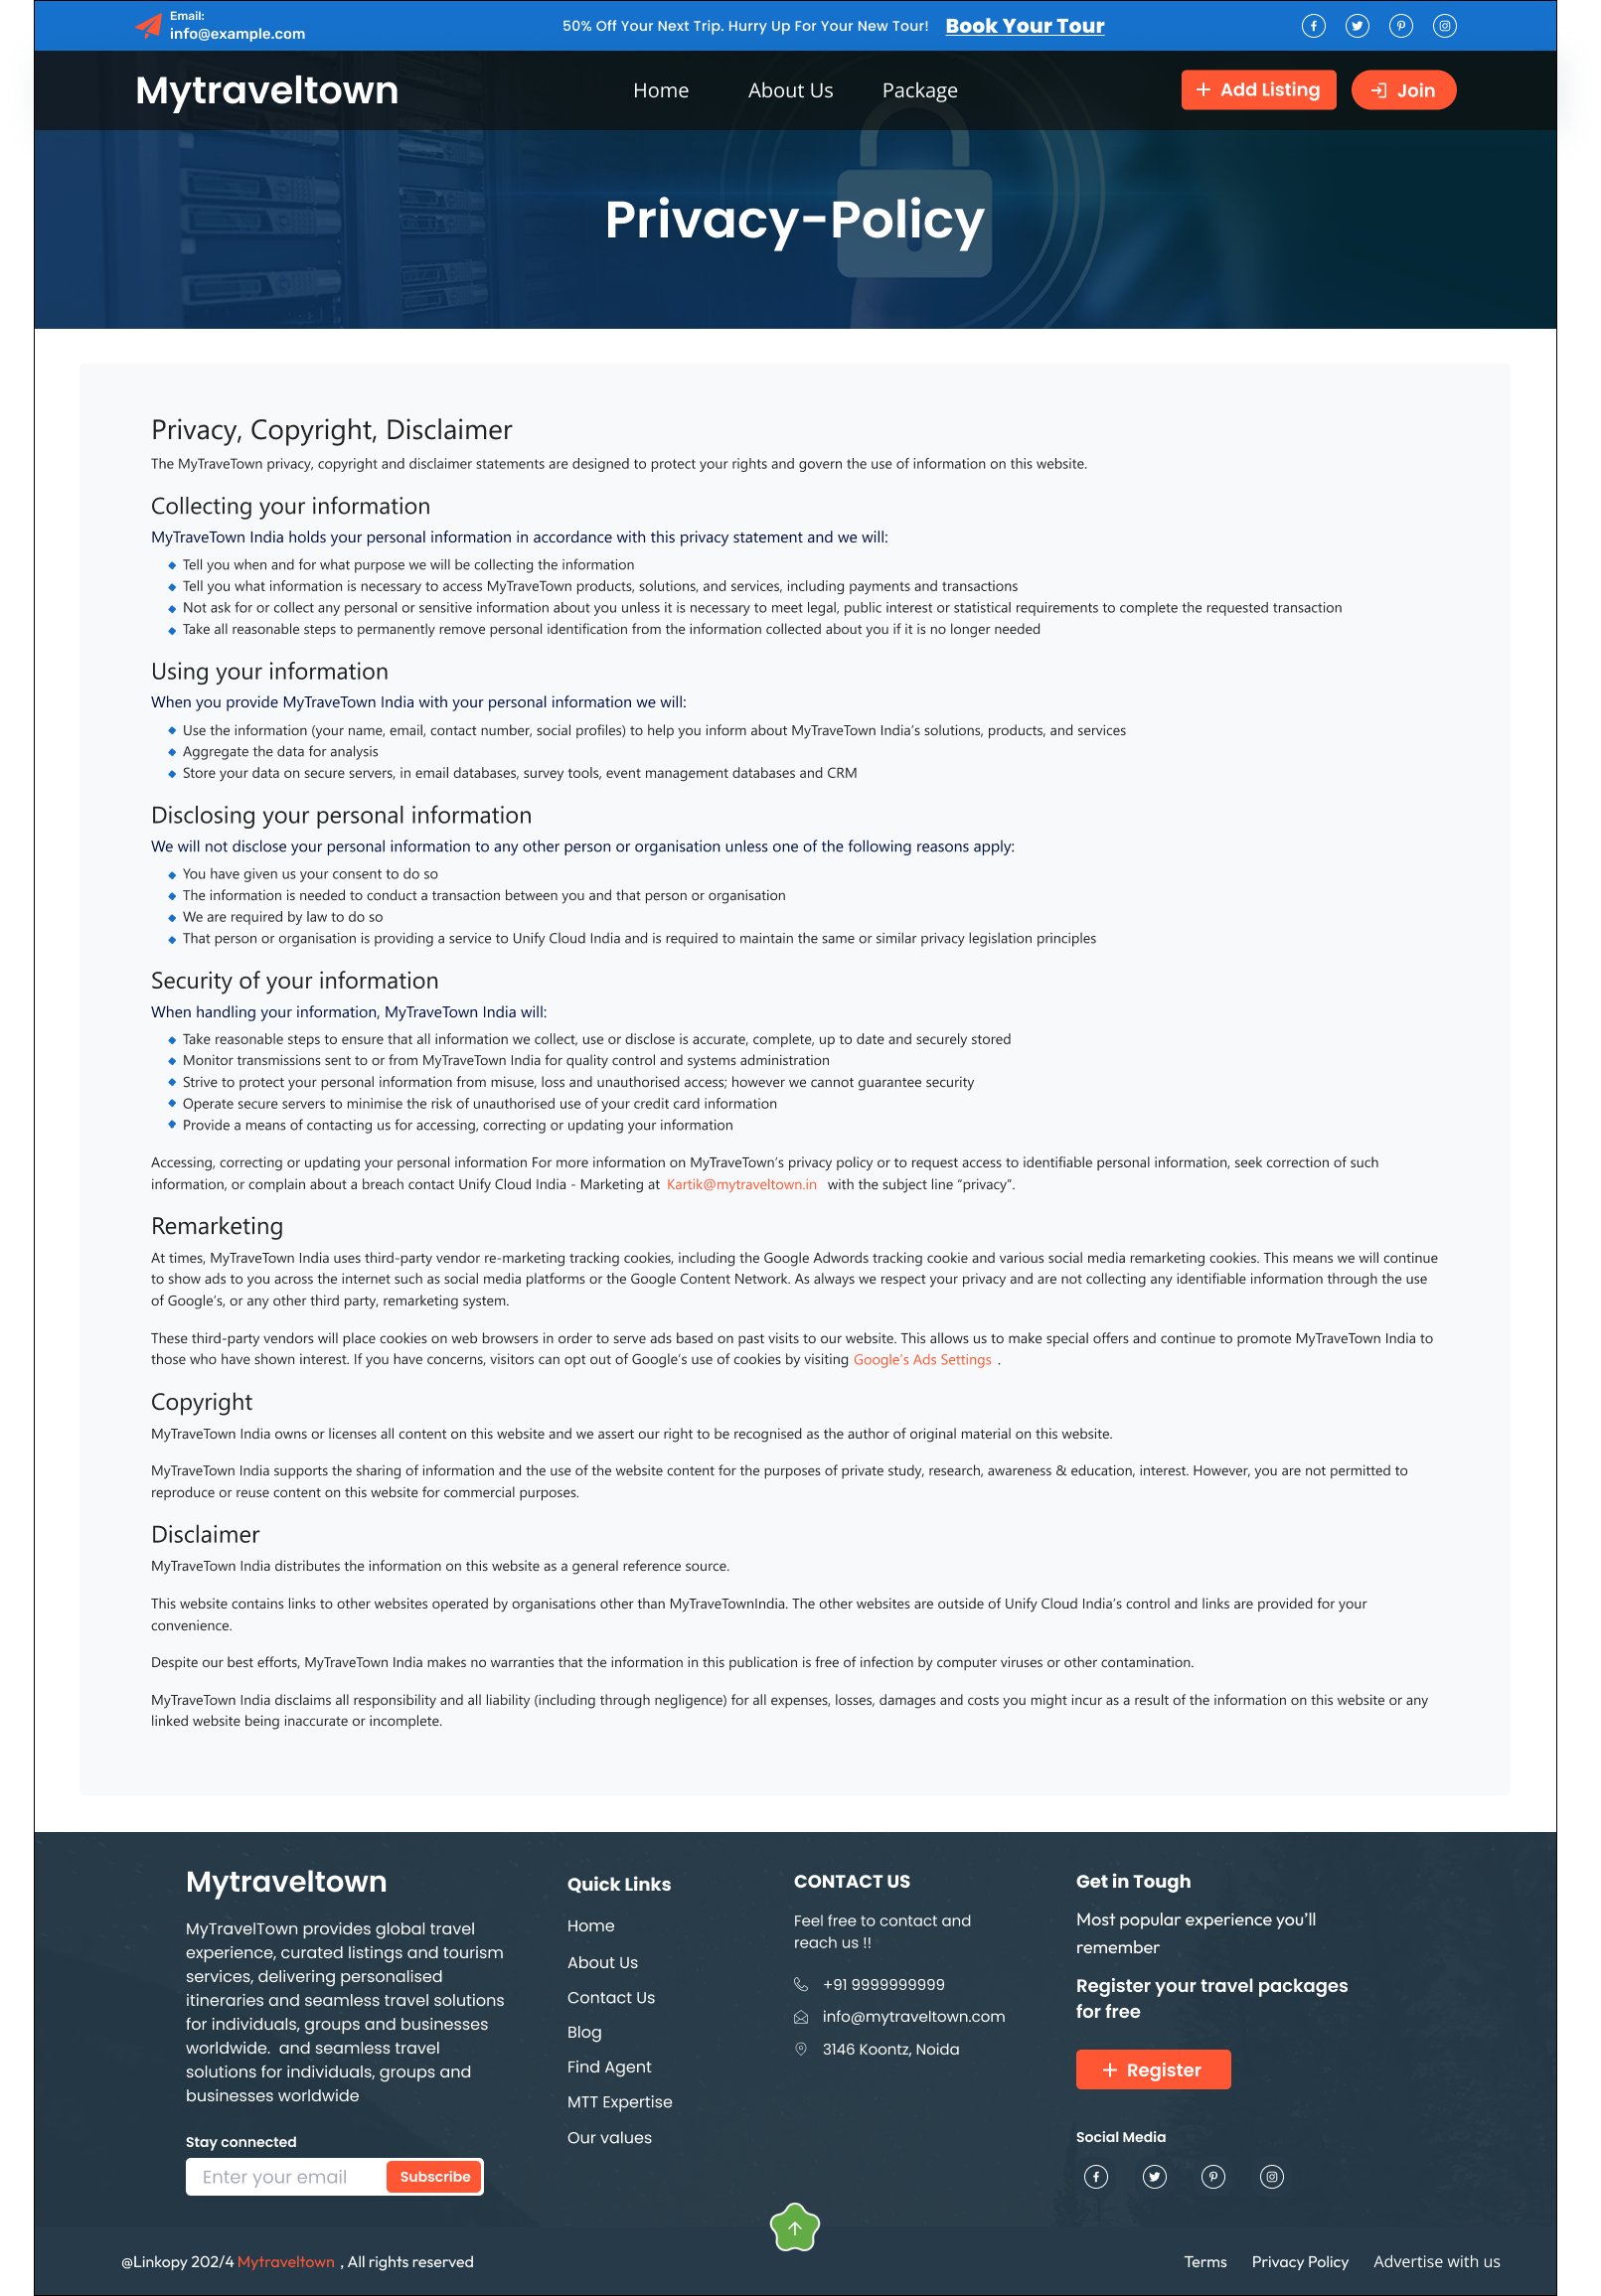 Email:
info@example.com
50% Off Your Next Trip. Hurry Up For Your New Tour!
Book Your Tour
Mytraveltown
Home
About Us
Package
Add Listing
Join
Privacy-Policy
Privacy, Copyright, Disclaimer
The MyTraveTown privacy, copyright and disclaimer statements are designed to protect your rights and govern the use of information on this website.
Collecting your information
MyTraveTown India holds your personal information in accordance with this privacy statement and we will:
Tell you when and for what purpose we will be collecting the information
Tell you what information is necessary to access MyTraveTown products, solutions, and services, including payments and transactions
Not ask for or collect any personal or sensitive information about you unless it is necessary to meet legal, public interest or statistical requirements to complete the requested transaction
Take all reasonable steps to permanently remove personal identification from the information collected about you if it is no longer needed
Using your information
When you provide MyTraveTown India with your personal information we will:
Use the information (your name, email, contact number, social profiles) to help you inform about MyTraveTown India's solutions, products, and services
Aggregate the data for analysis
Store your data on secure servers, in email databases, survey tools, event management databases and CRM
Disclosing your personal information
We will not disclose your personal information to any other person or organisation unless one of the following reasons apply:
You have given us your consent to do so
The information is needed to conduct a transaction between you and that person or organisation
We are required by law to do so
That person or organisation is providing a service to Unify Cloud India and is required to maintain the same or similar privacy legislation principles
Security of your information
When handling your information, MyTraveTown India will:
Take reasonable steps to ensure that all information we collect, use or disclose is accurate, complete, up to date and securely stored
Monitor transmissions sent to or from MyTraveTown India for quality control and systems administration
Strive to protect your personal information from misuse, loss and unauthorised access; however we cannot guarantee security
Operate secure servers to minimise the risk of unauthorised use of your credit card information
Provide a means of contacting us for accessing, correcting or updating your information
Accessing, correcting or updating your personal information For more information on MyTraveTown's privacy policy or to request access to identifiable personal information, seek correction of such
information, or complain about a breach contact Unify Cloud India - Marketing at Kartik@mytraveltown.in with the subject line “privacy”.
Remarketing
At times, MyTraveTown India uses third-party vendor re-marketing tracking cookies, including the Google Adwords tracking cookie and various social media remarketing cookies. This means we will continue
to show ads to you across the internet such as social media platforms or the Google Content Network. As always we respect your privacy and are not collecting any identifiable information through the use
of Google's, or any other third party, remarketing system.
These third-party vendors will place cookies on web browsers in order to serve ads based on past visits to our website. This allows us to make special offers and continue to promote MyTraveTown India to
those who have shown interest. If you have concerns, visitors can opt out of Google's use of cookies by visiting Google's Ads Settings .
Copyright
MyTraveTown India owns or licenses all content on this website and we assert our right to be recognised as the author of original material on this website.
MyTraveTown India supports the sharing of information and the use of the website content for the purposes of private study, research, awareness & education, interest. However, you are not permitted to
reproduce or reuse content on this website for commercial purposes.
Disclaimer
MyTraveTown India distributes the information on this website as a general reference source.
This website contains links to other websites operated by organisations other than MyTraveTownIndia. The other websites are outside of Unify Cloud India's control and links are provided for your
convenience.
Despite our best efforts, MyTraveTown India makes no warranties that the information in this publication is free of infection by computer viruses or other contamination.
MyTraveTown India disclaims all responsibility and all liability (including through negligence) for all expenses, losses, damages and costs you might incur as a result of the information on this website or any
linked website being inaccurate or incomplete.
Mytraveltown
MyTravelTown provides global travel
experience, curated listings and tourism
services, delivering personalised
itineraries and seamless travel solutions
for individuals, groups and businesses
worldwide. and seamless travel
solutions for individuals, groups and
businesses worldwide
Stay connected
Enter your email
Subscribe
Quick Links
Home
About Us
Contact Us
Blog
Find Agent
MTT Expertise
Our values
CONTACT US
Feel free to contact and
reach us !!
+91 9999999999
info@mytraveltown.com
3146 Koontz, Noida
Get in Tough
Most popular experience you'll
remember
Register your travel packages
for free
Register
Social Media
@Linkopy 202/4 Mytraveltown , All rights reserved
Terms
Privacy Policy
Advertise with us